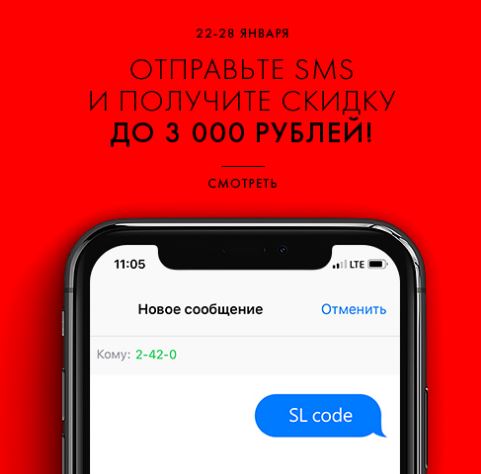 22-28 ЯНВАРЯ
ОТПРАВЬТЕ SMS
И ПОЛУЧИТЕ СКИДКУ
ДО 3 000 РУБЛЕЙ!
СМОТРЕТЬ
11:05 LTE
Новое сообщение Отменить
Кому: 2-42-0
SL code